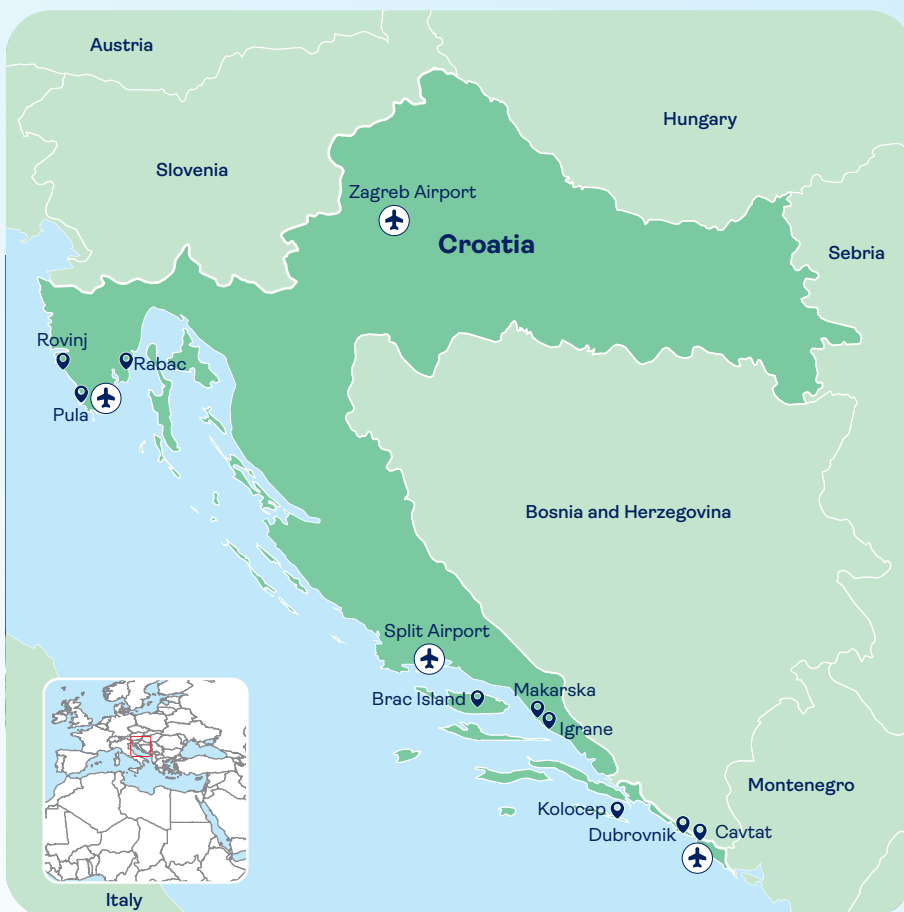 Austria
Hungary
Slovenia
Zagreb Airport
Croatia
Sebria
Rovinj
Rabac
Pula
Bosnia and Herzegovina
Split Airport
Makarska
Brac Island
Igrane
Montenegro
Kolocep
Dubrovnik
Cavtat
Italy